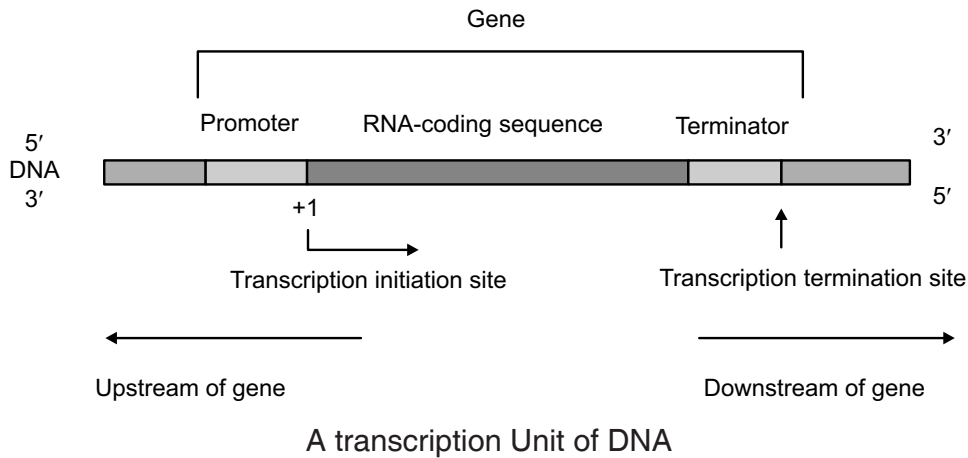 Gene
Promoter RNA-coding sequence Terminator
5′ 3′
DNA
3′ 5′
+1
Transcription initiation site Transcription termination site
Upstream of gene Downstream of gene
A transcription Unit of DNA